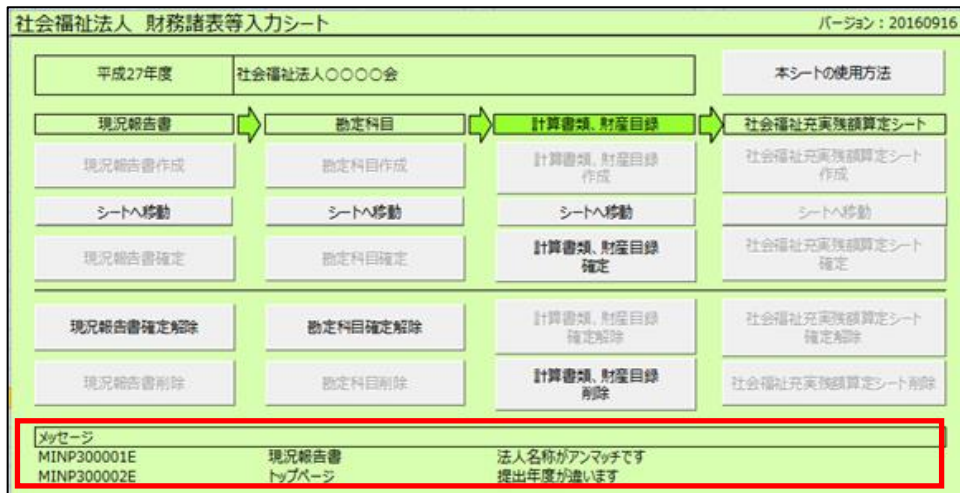 社会福祉法人 財務諸表等入力シート バージョン：20160916
平成27年度 社会福祉法人○○○○会 本シートの使用方法
現況報告書 勘定科目 計算書類、財産目録 社会福祉充実残額算定シート
現況報告書作成 勘定科目作成 計算書類、財産目録
作成 社会福祉充実残額算定シート
作成
シートへ移動 シートへ移動 シートへ移動 シートへ移動
現況報告書確定 勘定科目確定 計算書類、財産目録
確定 社会福祉充実残額算定シート
確定
現況報告書確定解除 勘定科目確定解除 計算書類、財産目録
確定解除 社会福祉充実残額算定シート
確定解除
現況報告書削除 勘定科目削除 計算書類、財産目録
削除 社会福祉充実残額算定シート削除
メッセージ
MINP300001E 現況報告書 法人名称がアンマッチです
MINP300002E トップページ 提出年度が違います